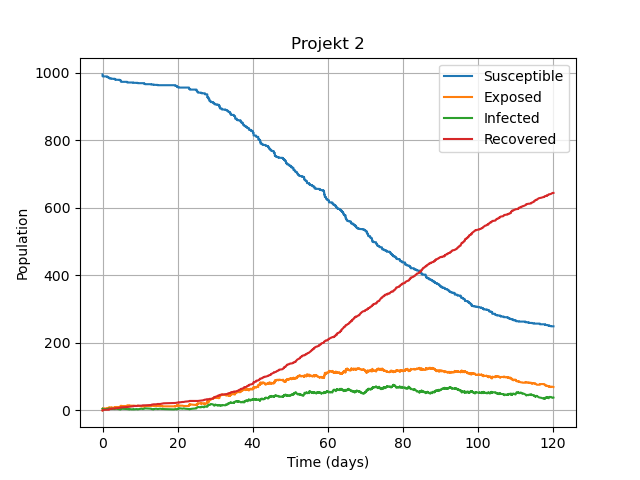 Projekt 2
Susceptible
Exposed
Infected
Recovered
Population
1000
800
600
400
200
0
0 20 40 60 80 100 120
Time (days)